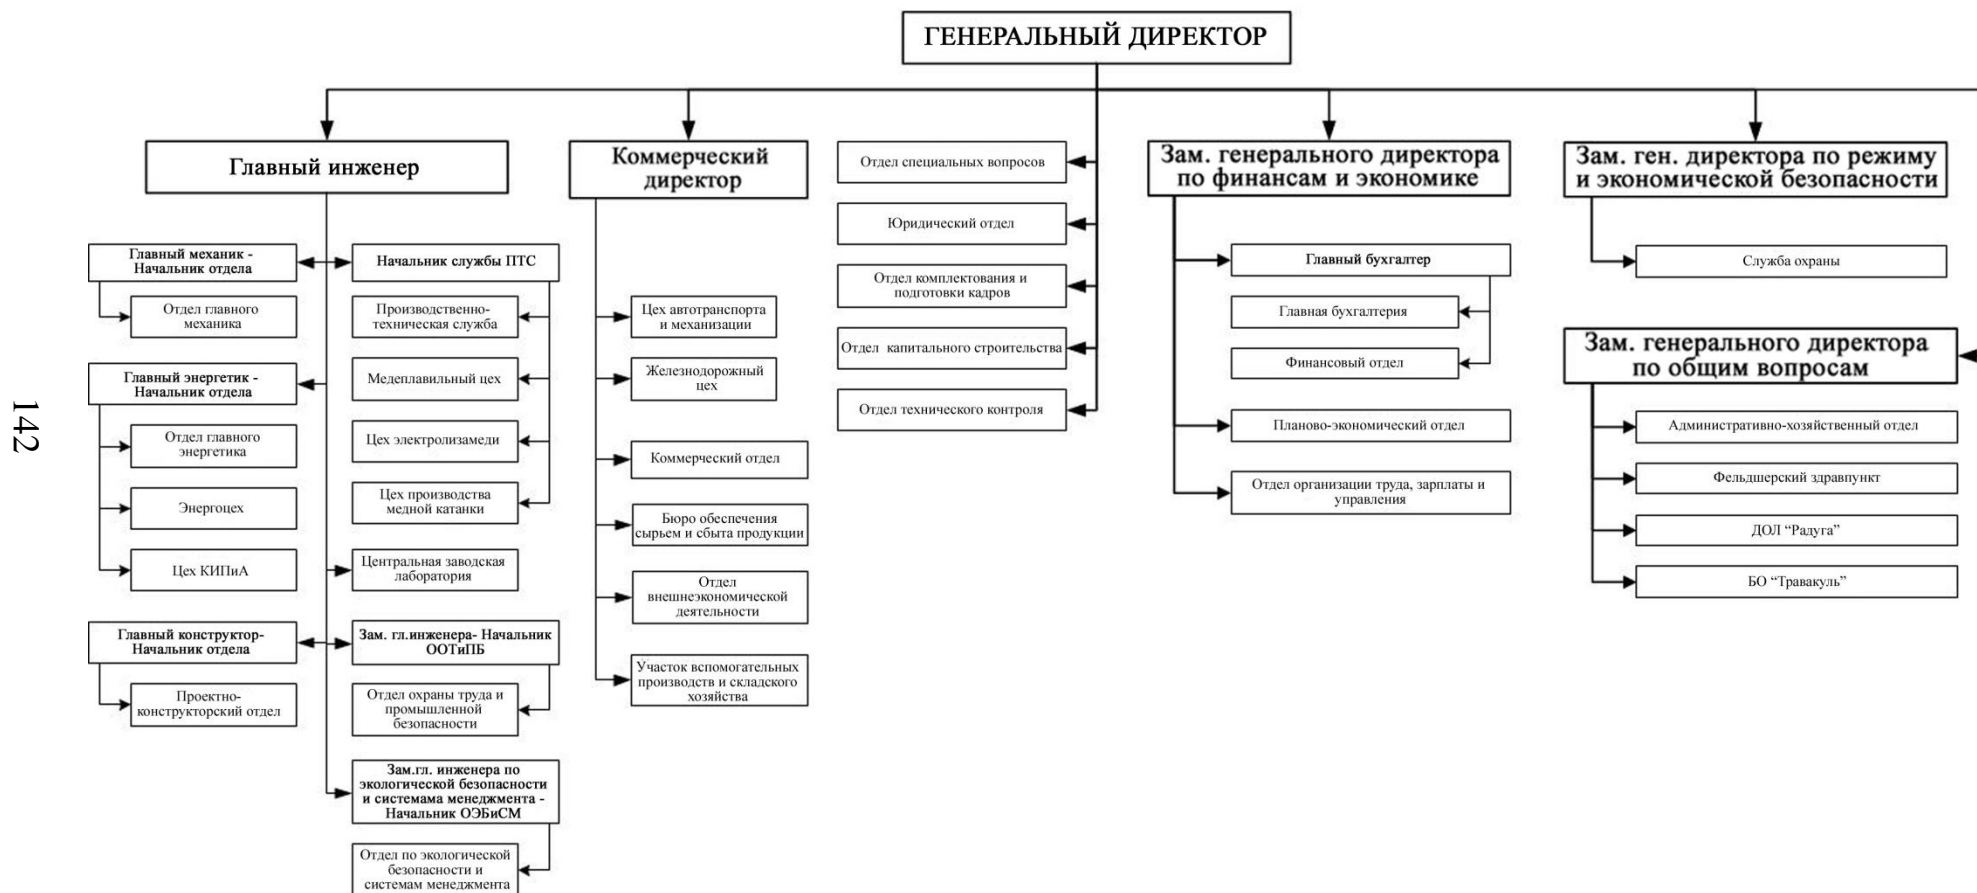 ГЕНЕРАЛЬНЫЙ ДИРЕКТОР
Главный инженер
Главный механик -
Начальник отдела
Отдел главного
механика
Главный энергетик -
Начальник отдела
Отдел главного
энергетика
Энергоцех
Цех КИПиА
Главный конструктор-
Начальник отдела
Проектно-
конструкторский отдел
Начальник службы ПТС
Производственно-
техническая служба
Медеплавильный цех
Цех электролизамеди
Цех производства
медной катанки
Центральная заводская
лаборатория
Зам. гл.инженера- Начальник
ООТиПБ
Отдел охраны труда и
промышленной
безопасности
Зам.гл. инженера по
экологической безопасности
и системама менеджмента -
Начальник ОЭБиСМ
Отдел по экологической
безопасности и
системам менеджмента
Коммерческий
директор
Цех автотранспорта
и механизации
Железнодорожный
цех
Коммерческий отдел
Бюро обеспечения
сырьем и сбыта продукции
Отдел
внешнеэкономической
деятельности
Участок вспомогательных
производств и складского
хозяйства
Отдел специальных вопросов
Юридический отдел
Отдел комплектования и
подготовки кадров
Отдел капитального строительства
Отдел технического контроля
Зам. генерального директора
по финансам и экономике
Главный бухгалтер
Главная бухгалтерия
Финансовый отдел
Планово-экономический отдел
Отдел организации труда, зарплаты и
управления
Зам. ген. директора по режиму
и экономической безопасности
Служба охраны
Зам. генерального директора
по общим вопросам
Административно-хозяйственный отдел
Фельдшерский здравпункт
ДОЛ “Радуга”
БО “Травакуль”
142